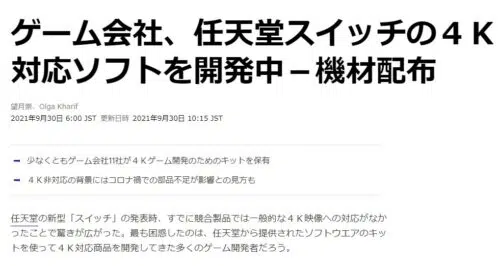 ゲーム会社、任天堂スイッチの４Ｋ
対応ソフトを開発中－機材配布
望月崇、Olga Kharif
2021年9月30日 6:00 JST 更新日時 2021年9月30日 10:15 JST
少なくともゲーム会社11社が４Ｋゲーム開発のためのキットを保有
４Ｋ非対応の背景にはコロナ禍での部品不足が影響との見方も
任天堂の新型「スイッチ」の発表時、すでに競合製品では一般的な４Ｋ映像への対応がなか
ったことで驚きが広がった。最も困惑したのは、任天堂から提供されたソフトウエアのキッ
トを使って４Ｋ対応商品を開発してきた多くのゲーム開発者だろう。